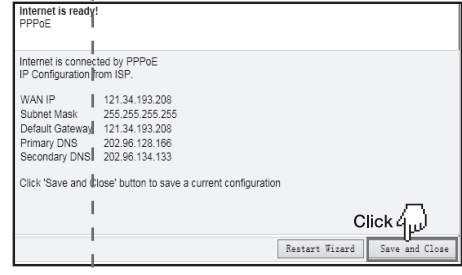 Internet is ready!
PPPoE
Internet is connected by PPPoE
IP Configuration from ISP.
WAN IP 121.34.193.208
Subnet Mask 255.255.255.255
Default Gateway 121.34.193.208
Primary DNS 202.96.128.166
Secondary DNS 202.96.134.133
Click 'Save and Close' button to save a current configuration
Click
Restart Wizard Save and Close